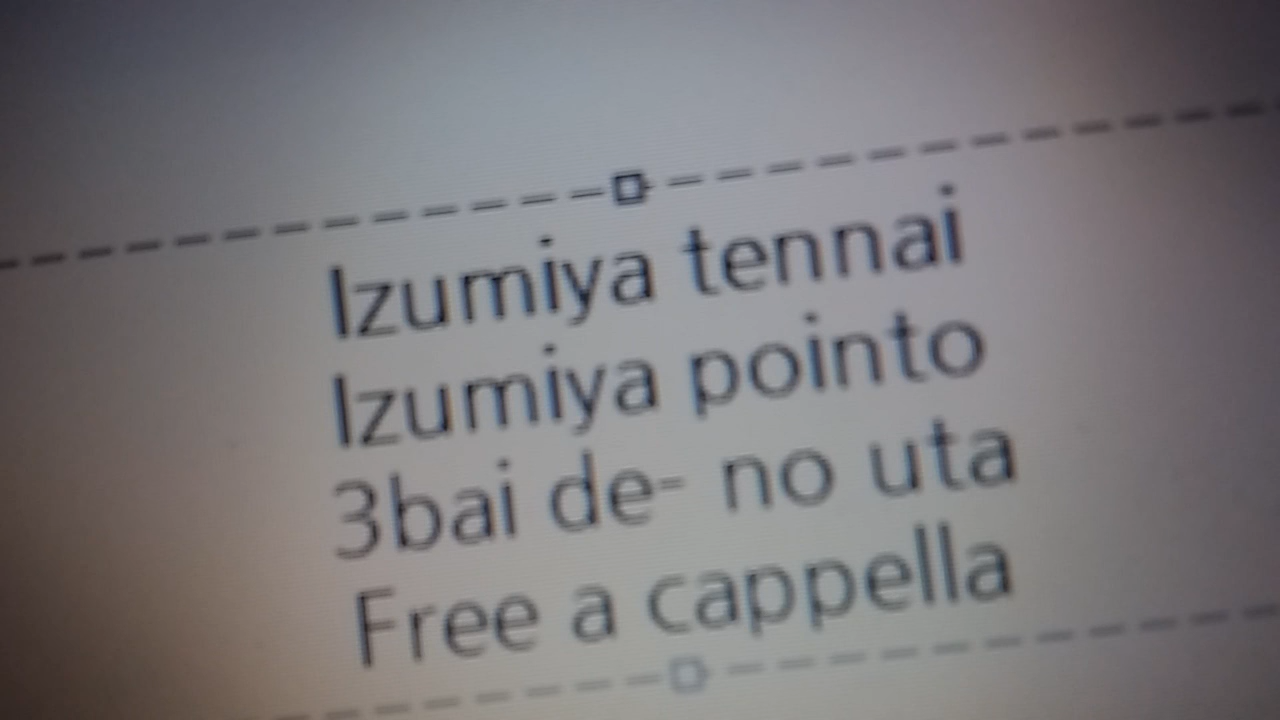 Izumiya tennai
Izumiya pointo
3bai de- no uta
Free a cappella